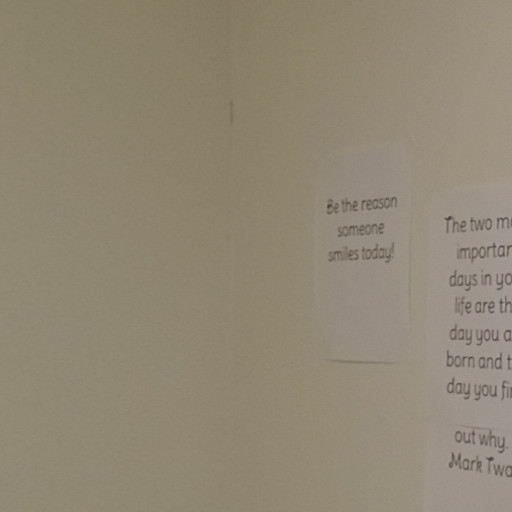 Be the reason
someone
smiles today!
The two
days in
life are
day you
born and
day you
out why.
Mark